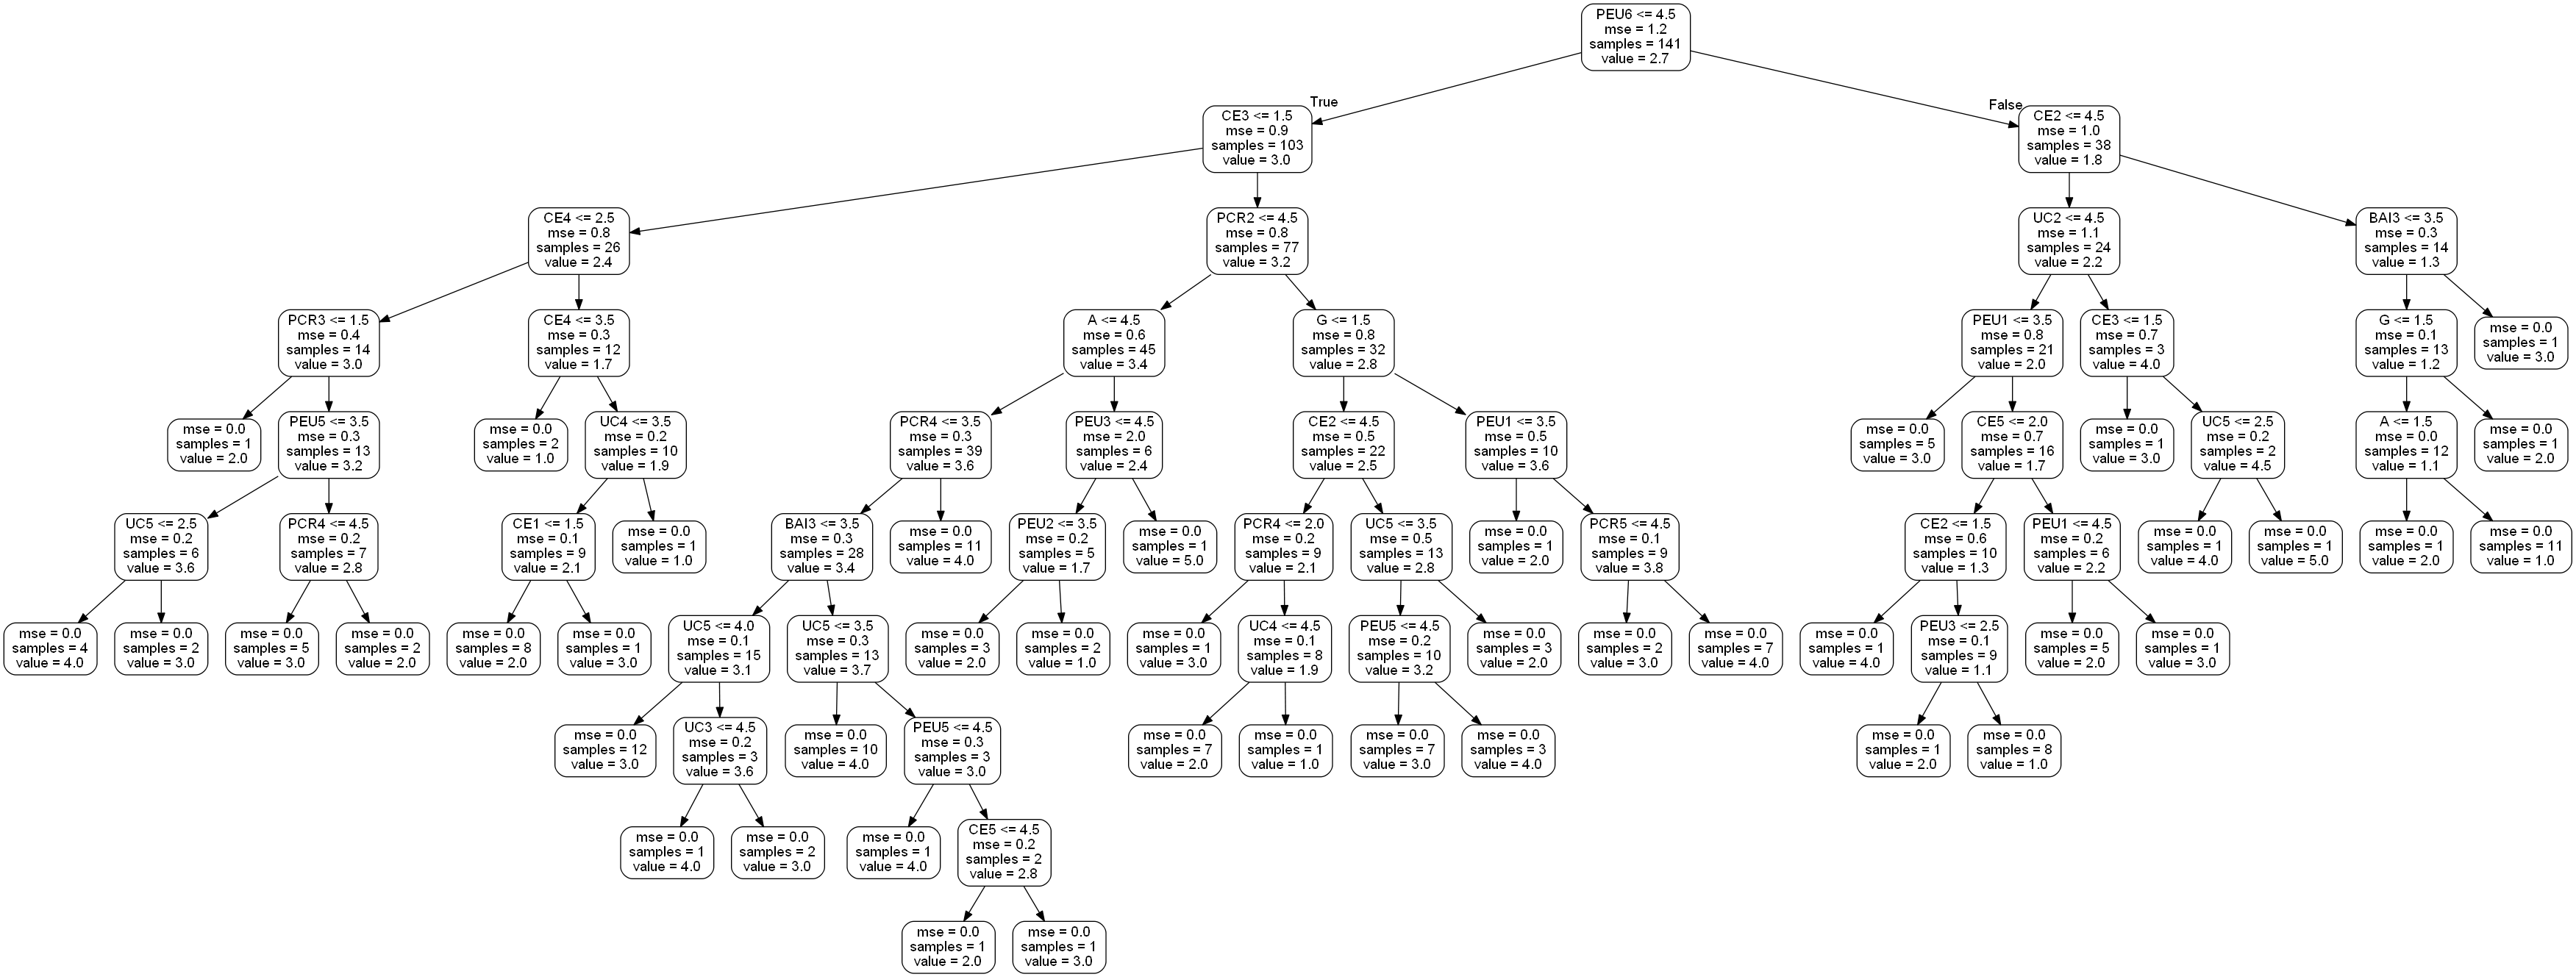 PEU6 <= 4.5
mse = 1.2
samples = 141
value = 2.7
True
False
CE3 <= 1.5
mse = 0.9
samples = 103
value = 3.0
CE2 <= 4.5
mse = 1.0
samples = 38
value = 1.8
CE4 <= 2.5
mse = 0.8
samples = 26
value = 2.4
PCR2 <= 4.5
mse = 0.8
samples = 77
value = 3.2
UC2 <= 4.5
mse = 1.1
samples = 24
value = 2.2
BAI3 <= 3.5
mse = 0.3
samples = 14
value = 1.3
PCR3 <= 1.5
mse = 0.4
samples = 14
value = 3.0
CE4 <= 3.5
mse = 0.3
samples = 12
value = 1.7
A <= 4.5
mse = 0.6
samples = 45
value = 3.4
G <= 1.5
mse = 0.8
samples = 32
value = 2.8
PEU1 <= 3.5
mse = 0.8
samples = 21
value = 2.0
CE3 <= 1.5
mse = 0.7
samples = 3
value = 4.0
G <= 1.5
mse = 0.1
samples = 13
value = 1.2
mse = 0.0
samples = 1
value = 3.0
mse = 0.0
samples = 1
value = 2.0
PEU5 <= 3.5
mse = 0.3
samples = 13
value = 3.2
mse = 0.0
samples = 2
value = 1.0
UC4 <= 3.5
mse = 0.2
samples = 10
value = 1.9
PCR4 <= 3.5
mse = 0.3
samples = 39
value = 3.6
PEU3 <= 4.5
mse = 2.0
samples = 6
value = 2.4
CE2 <= 4.5
mse = 0.5
samples = 22
value = 2.5
PEU1 <= 3.5
mse = 0.5
samples = 10
value = 3.6
mse = 0.0
samples = 5
value = 3.0
CE5 <= 2.0
mse = 0.7
samples = 16
value = 1.7
mse = 0.0
samples = 1
value = 3.0
UC5 <= 2.5
mse = 0.2
samples = 2
value = 4.5
A <= 1.5
mse = 0.0
samples = 12
value = 1.1
mse = 0.0
samples = 1
value = 2.0
UC5 <= 2.5
mse = 0.2
samples = 6
value = 3.6
PCR4 <= 4.5
mse = 0.2
samples = 7
value = 2.8
CE1 <= 1.5
mse = 0.1
samples = 9
value = 2.1
mse = 0.0
samples = 1
value = 1.0
BAI3 <= 3.5
mse = 0.3
samples = 28
value = 3.4
mse = 0.0
samples = 11
value = 4.0
PEU2 <= 3.5
mse = 0.2
samples = 5
value = 1.7
mse = 0.0
samples = 1
value = 5.0
PCR4 <= 2.0
mse = 0.2
samples = 9
value = 2.1
UC5 <= 3.5
mse = 0.5
samples = 13
value = 2.8
mse = 0.0
samples = 1
value = 2.0
PCR5 <= 4.5
mse = 0.1
samples = 9
value = 3.8
CE2 <= 1.5
mse = 0.6
samples = 10
value = 1.3
PEU1 <= 4.5
mse = 0.2
samples = 6
value = 2.2
mse = 0.0
samples = 1
value = 4.0
mse = 0.0
samples = 1
value = 5.0
mse = 0.0
samples = 1
value = 2.0
mse = 0.0
samples = 11
value = 1.0
mse = 0.0
samples = 4
value = 4.0
mse = 0.0
samples = 2
value = 3.0
mse = 0.0
samples = 5
value = 3.0
mse = 0.0
samples = 2
value = 2.0
mse = 0.0
samples = 8
value = 2.0
mse = 0.0
samples = 1
value = 3.0
UC5 <= 4.0
mse = 0.1
samples = 15
value = 3.1
UC5 <= 3.5
mse = 0.3
samples = 13
value = 3.7
mse = 0.0
samples = 3
value = 2.0
mse = 0.0
samples = 2
value = 1.0
mse = 0.0
samples = 1
value = 3.0
UC4 <= 4.5
mse = 0.1
samples = 8
value = 1.9
PEU5 <= 4.5
mse = 0.2
samples = 10
value = 3.2
mse = 0.0
samples = 3
value = 2.0
mse = 0.0
samples = 2
value = 3.0
mse = 0.0
samples = 7
value = 4.0
mse = 0.0
samples = 1
value = 4.0
PEU3 <= 2.5
mse = 0.1
samples = 9
value = 1.1
mse = 0.0
samples = 5
value = 2.0
mse = 0.0
samples = 1
value = 3.0
mse = 0.0
samples = 12
value = 3.0
UC3 <= 4.5
mse = 0.2
samples = 3
value = 3.6
mse = 0.0
samples = 10
value = 4.0
PEU5 <= 4.5
mse = 0.3
samples = 3
value = 3.0
mse = 0.0
samples = 7
value = 2.0
mse = 0.0
samples = 1
value = 1.0
mse = 0.0
samples = 7
value = 3.0
mse = 0.0
samples = 3
value = 4.0
mse = 0.0
samples = 1
value = 2.0
mse = 0.0
samples = 8
value = 1.0
mse = 0.0
samples = 1
value = 4.0
mse = 0.0
samples = 2
value = 3.0
mse = 0.0
samples = 1
value = 4.0
CE5 <= 4.5
mse = 0.2
samples = 2
value = 2.8
mse = 0.0
samples = 1
value = 2.0
mse = 0.0
samples = 1
value = 3.0